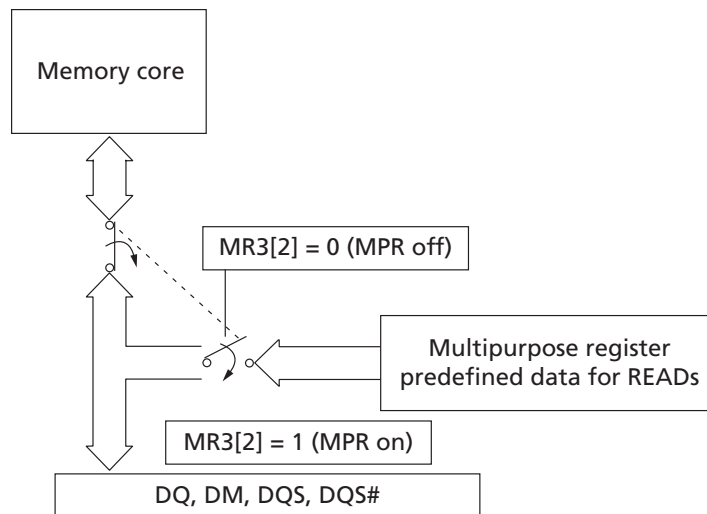 Memory core
MR3[2] = 0 (MPR off)
Multipurpose register
predefined data for READs
MR3[2] = 1 (MPR on)
DQ, DM, DQS, DQS#